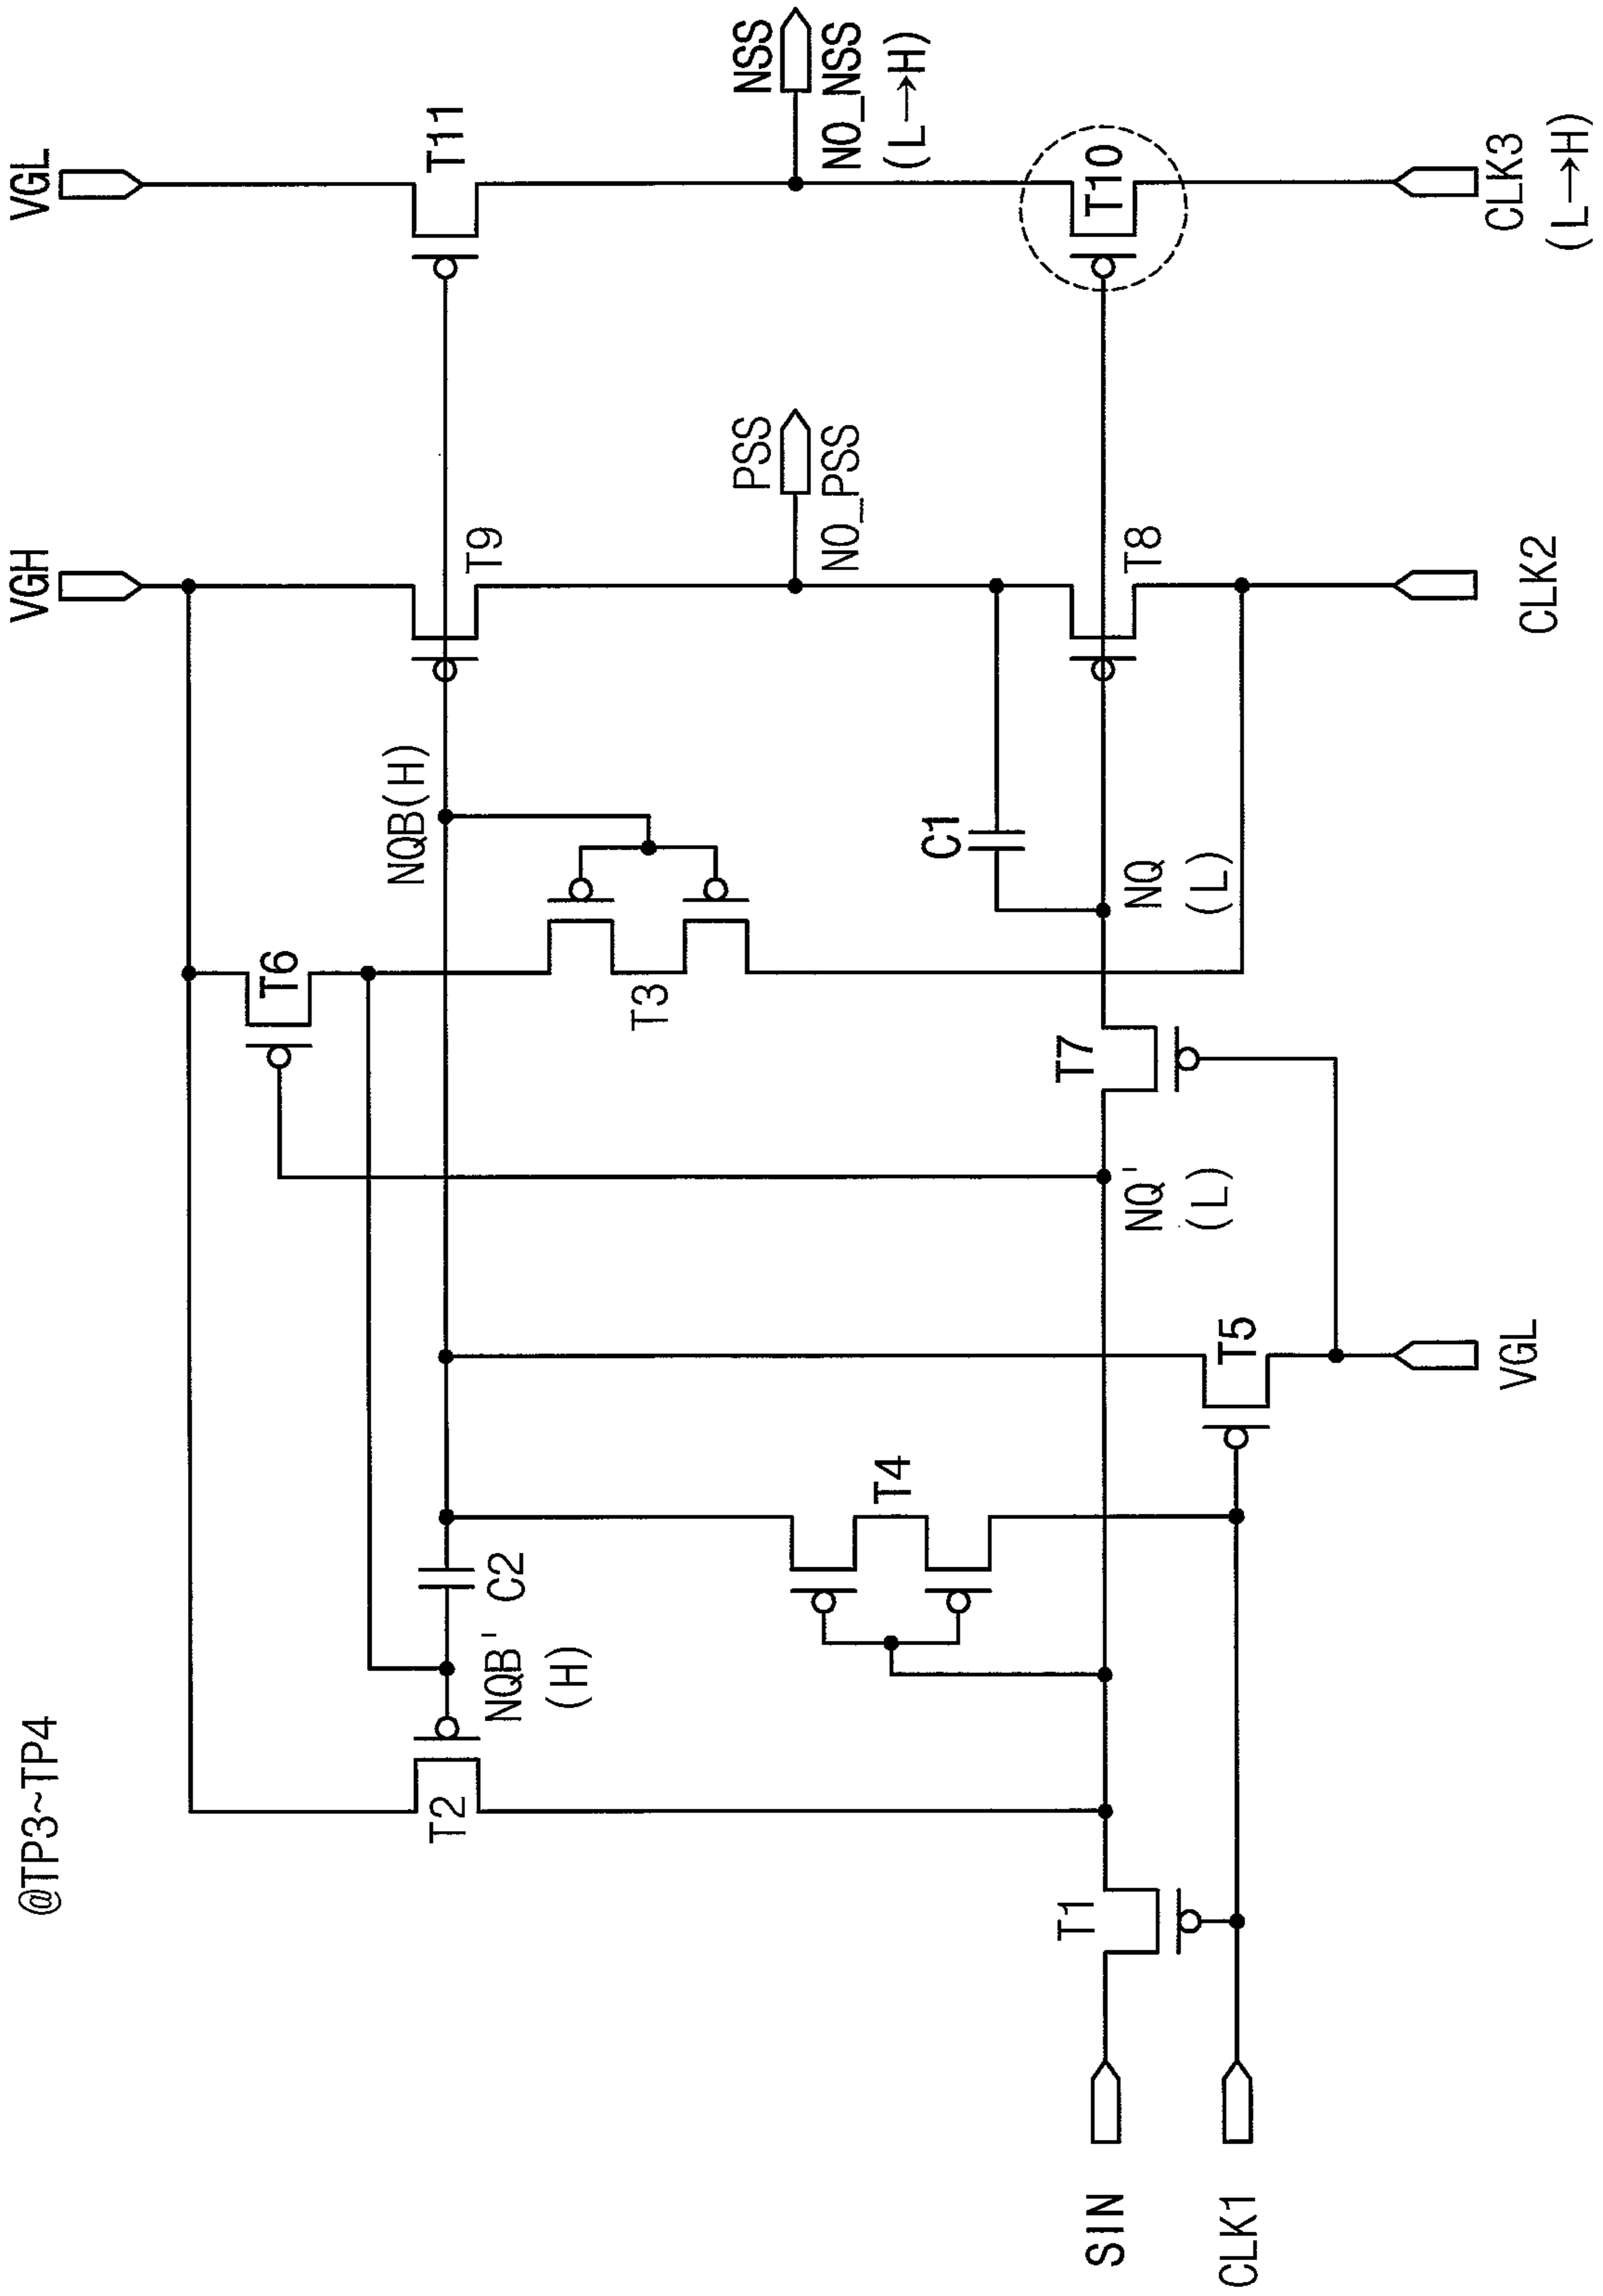 @TP3~TP4
VGH
VGL
T6
T11
NQB(H)
T9
T2
NQB'
(H)
C2
T3
NSS
PSS
NO_NSS
(L→H)
NO_PSS
T4
C1
T1
T7
T10
SIN
NQ'
(L)
NQ
(L)
T8
CLK1
T5
VGL
CLK2
CLK3
(L→H)